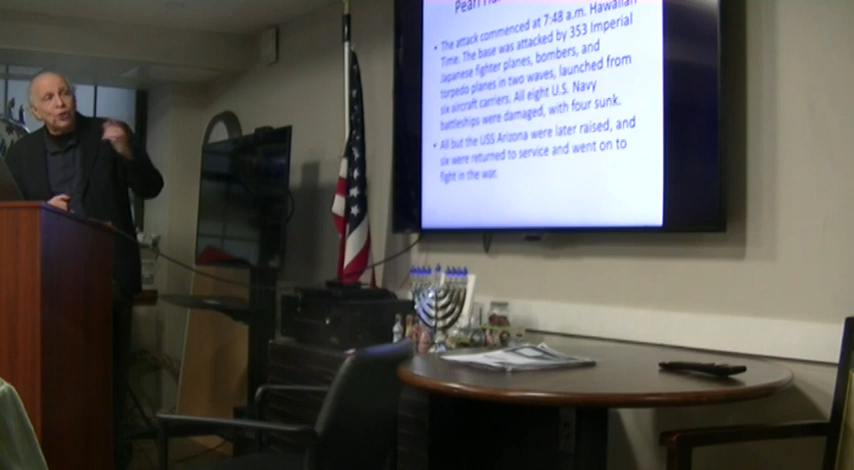 Pearl
• The attack commenced at 7:48 a.m. Hawaiian
Time. The base was attacked by 353 Imperial
Japanese fighter planes, bombers, and
torpedo planes in two waves, launched from
six aircraft carriers. All eight U.S. Navy
battleships were damaged, with four sunk.
• All but the USS Arizona were later raised, and
six were returned to service and went on to
fight in the war.